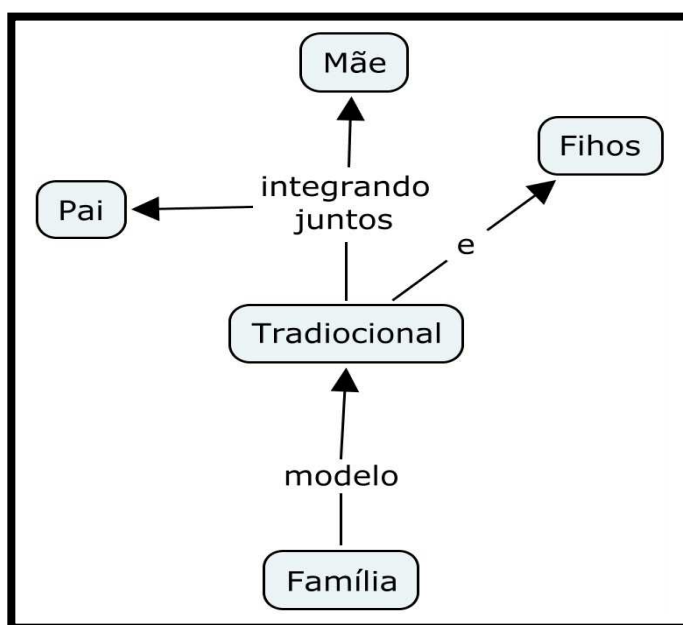 Mãe
Fihos
integrando
juntos
Pai
e
Tradiocional
modelo
Família